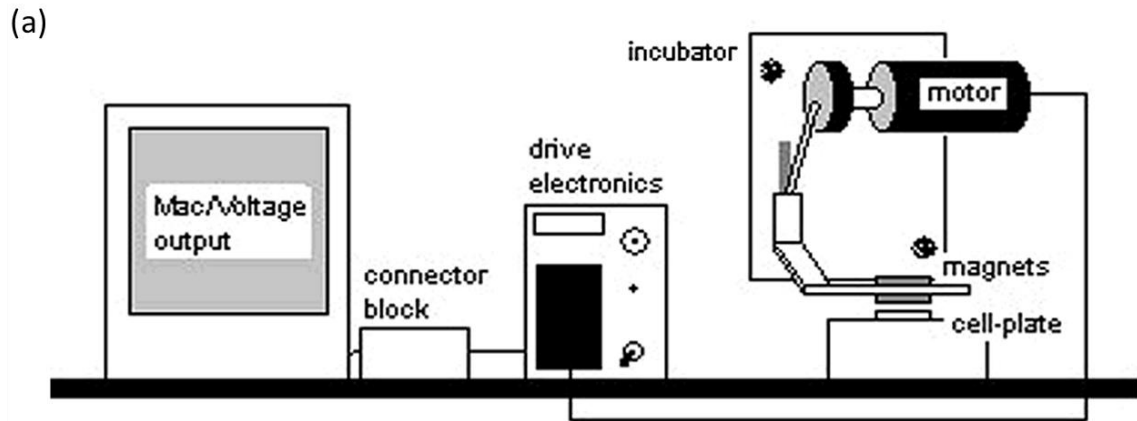 (a)
incubator
motor
drive
electronics
Mac/Voltage
output
connector
block
magnets
cell-plate